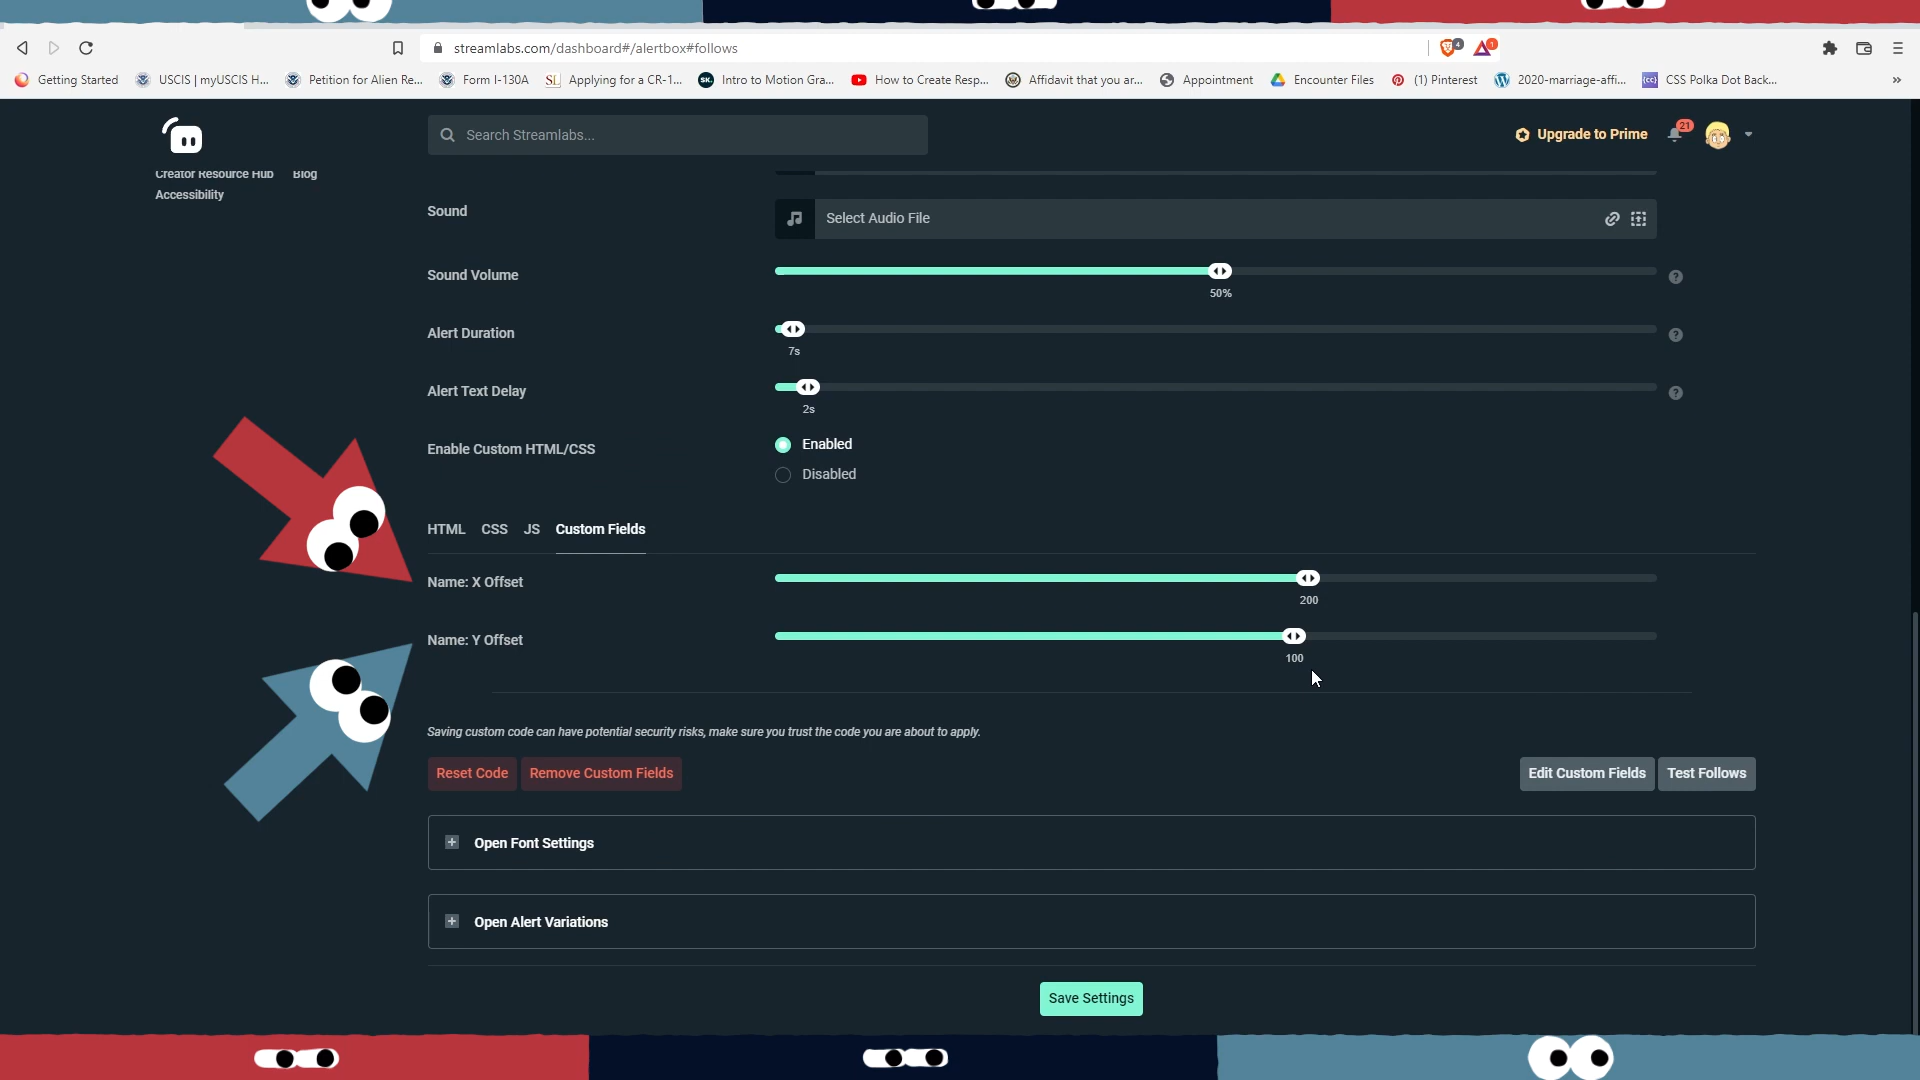 streamlabs.com/dashboard#/alertbox#follows
4
1
Getting Started
USCIS | myUSCIS H...
Petition for Alien Re...
Form I-130A
SL
Applying for a CR-1...
SK.
Intro to Motion Gra...
How to Create Resp...
Affidavit that you ar...
Appointment
Encounter Files
(1) Pinterest
2020-marriage-affi...
{cc}
CSS Polka Dot Back...
»
Search Streamlabs...
Upgrade to Prime
21
Creator Resource Hub
Blog
Accessibility
Sound
Select Audio File
Sound Volume
50%
?
Alert Duration
7s
?
Alert Text Delay
2s
?
Enable Custom HTML/CSS
Enabled
Disabled
HTML CSS JS Custom Fields
Name: X Offset
200
Name: Y Offset
100
Saving custom code can have potential security risks, make sure you trust the code you are about to apply.
Reset Code
Remove Custom Fields
Edit Custom Fields
Test Follows
Open Font Settings
Open Alert Variations
Save Settings